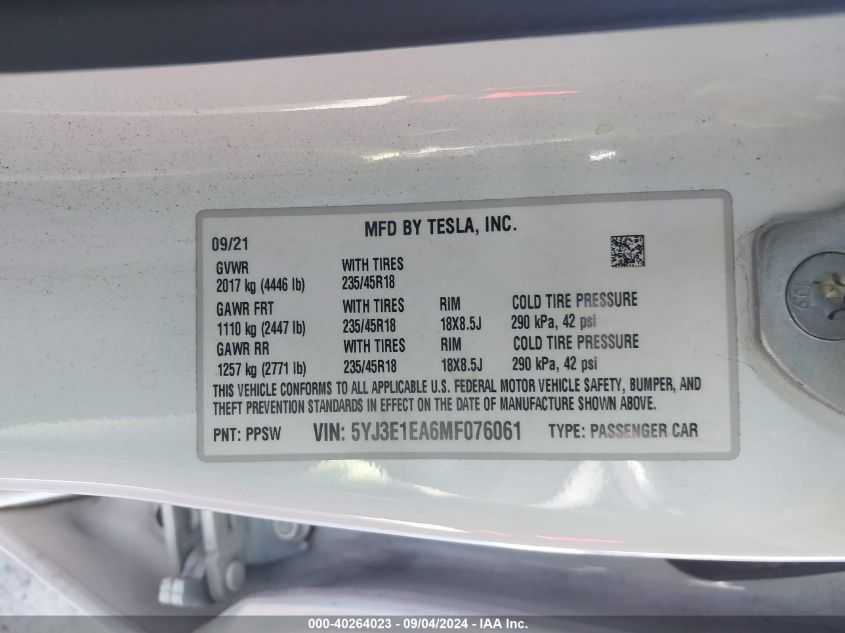 MFD BY TESLA, INC.
09/21
GVWR WITH TIRES
2017 kg (4446 lb) 235/45R18
GAWR FRT WITH TIRES RIM COLD TIRE PRESSURE
1110 kg (2447 lb) 235/45R18 18X8.5J 290 kPa, 42 psi
GAWR RR WITH TIRES RIM COLD TIRE PRESSURE
1257 kg (2771 lb) 235/45R18 18X8.5J 290 kPa, 42 psi
THIS VEHICLE CONFORMS TO ALL APPLICABLE U.S. FEDERAL MOTOR VEHICLE SAFETY, BUMPER, AND
THEFT PREVENTION STANDARDS IN EFFECT ON THE DATE OF MANUFACTURE SHOWN ABOVE.
PNT: PPSW VIN: 5YJ3E1EA6MF076061 TYPE: PASSENGER CAR
000-40264023 - 09/04/2024 - IAA Inc.